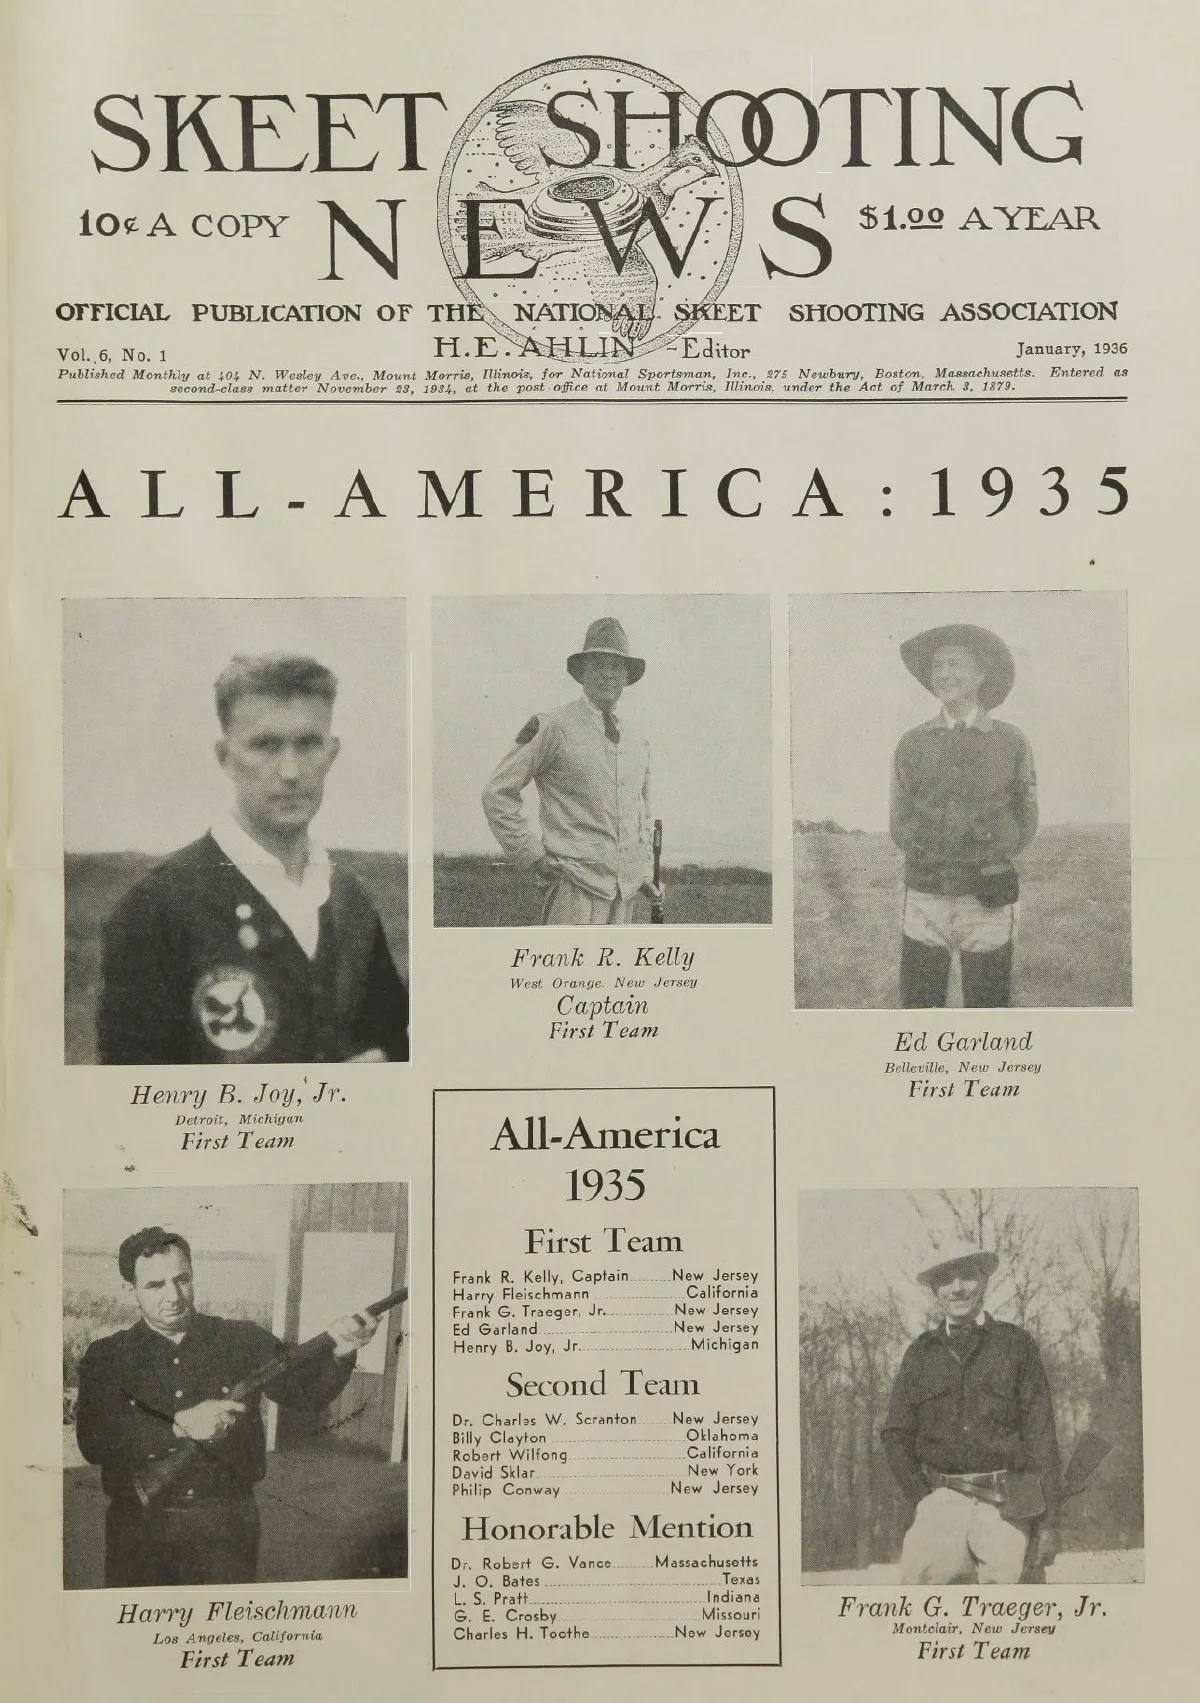 SKEET SHOOTING
10¢ A COPY NEWS $1.00 A YEAR
OFFICIAL PUBLICATION OF THE NATIONAL SKEET SHOOTING ASSOCIATION
Vol. 6, No. 1 H. E. AHLIN - Editor January, 1936
Published Monthly at 404 N. Wesley Ave., Mount Morris, Illinois, for National Sportsman, Inc., 275 Newbury, Boston, Massachusetts. Entered as
second-class matter November 23, 1934, at the post office at Mount Morris, Illinois, under the Act of March 3, 1879.
ALL-AMERICA: 1935
Henry B. Joy, Jr.
Detroit, Michigan
First Team
Frank R. Kelly
West Orange, New Jersey
Captain
First Team
Ed Garland
Belleville, New Jersey
First Team
Harry Fleischmann
Los Angeles, California
First Team
All-America
1935
First Team
Frank R. Kelly, Captain New Jersey
Harry Fleischmann California
Frank G. Traeger, Jr. New Jersey
Ed Garland New Jersey
Henry B. Joy, Jr. Michigan
Second Team
Dr. Charles W. Scranton New Jersey
Billy Clayton Oklahoma
Robert Wilfong California
David Sklar New York
Philip Conway New Jersey
Honorable Mention
Dr. Robert G. Vance Massachusetts
J. O. Bates Texas
L. S. Pratt Indiana
G. E. Crosby Missouri
Charles H. Toothe New Jersey
Frank G. Traeger, Jr.
Montclair, New Jersey
First Team